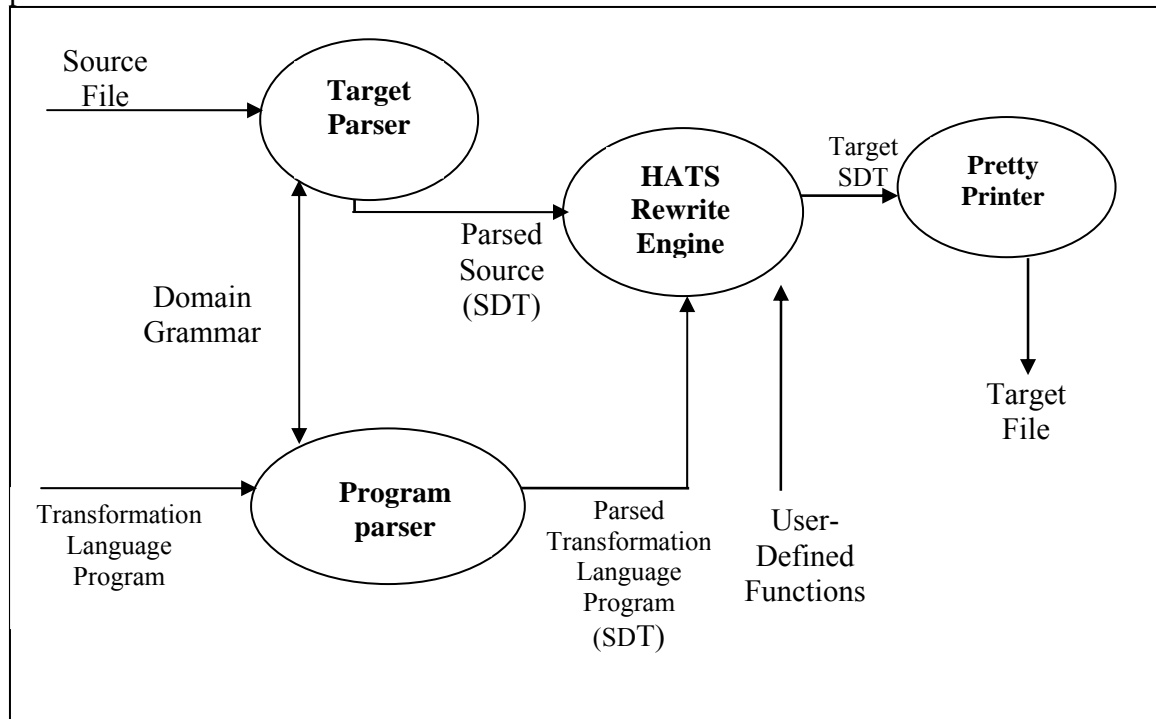 Source
File
Target
Parser
HATS
Rewrite
Engine
Target
SDT
Pretty
Printer
Parsed
Source
(SDT)
Domain
Grammar
Target
File
Transformation
Language
Program
Program
parser
Parsed
Transformation
Language
Program
(SDT)
User-
Defined
Functions